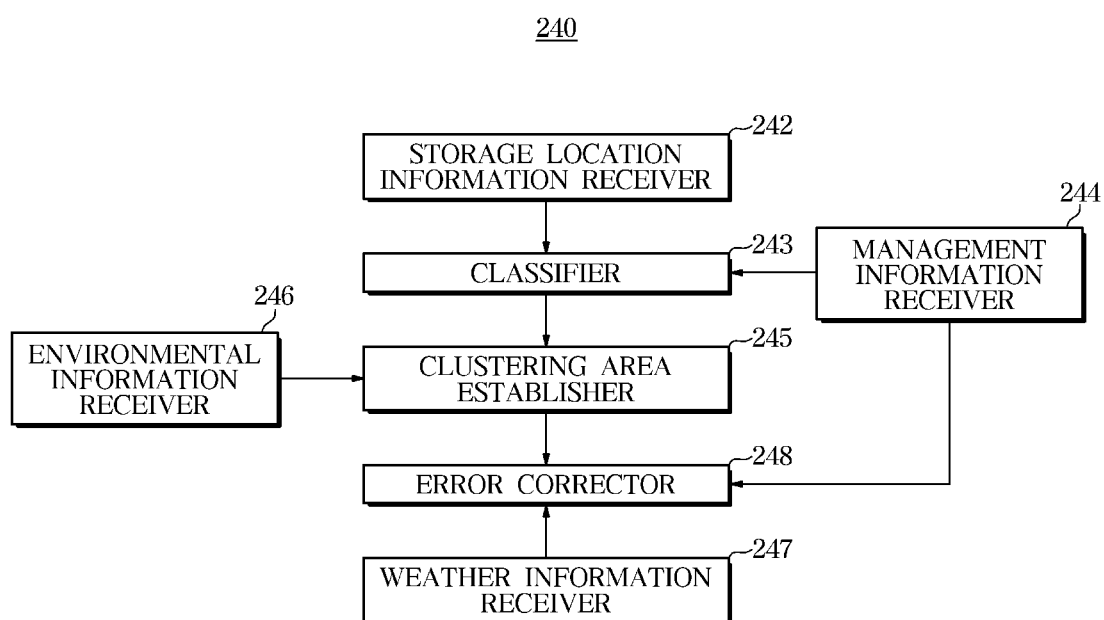 240
242
STORAGE LOCATION
INFORMATION RECEIVER
244
243
MANAGEMENT
INFORMATION
RECEIVER
CLASSIFIER
246
245
ENVIRONMENTAL
INFORMATION
RECEIVER
CLUSTERING AREA
ESTABLISHER
248
ERROR CORRECTOR
247
WEATHER INFORMATION
RECEIVER